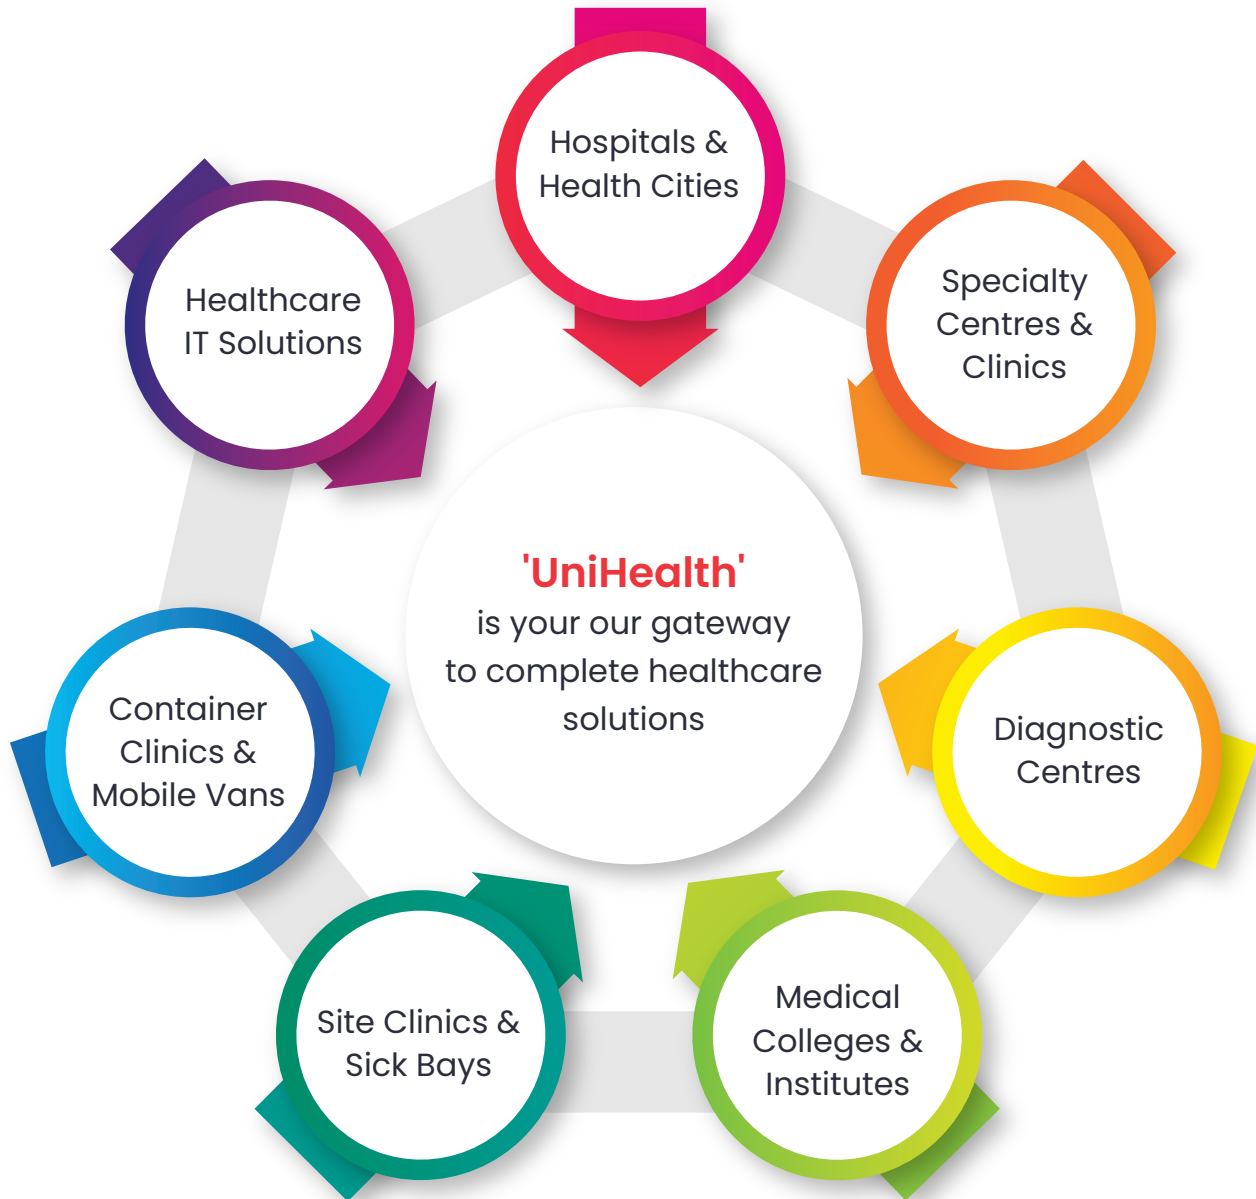 Hospitals &
Health Cities
Specialty
Centres &
Clinics
Diagnostic
Centres
Medical
Colleges &
Institutes
Site Clinics &
Sick Bays
Container
Clinics &
Mobile Vans
Healthcare
IT Solutions
'UniHealth'
is your our gateway
to complete healthcare
solutions